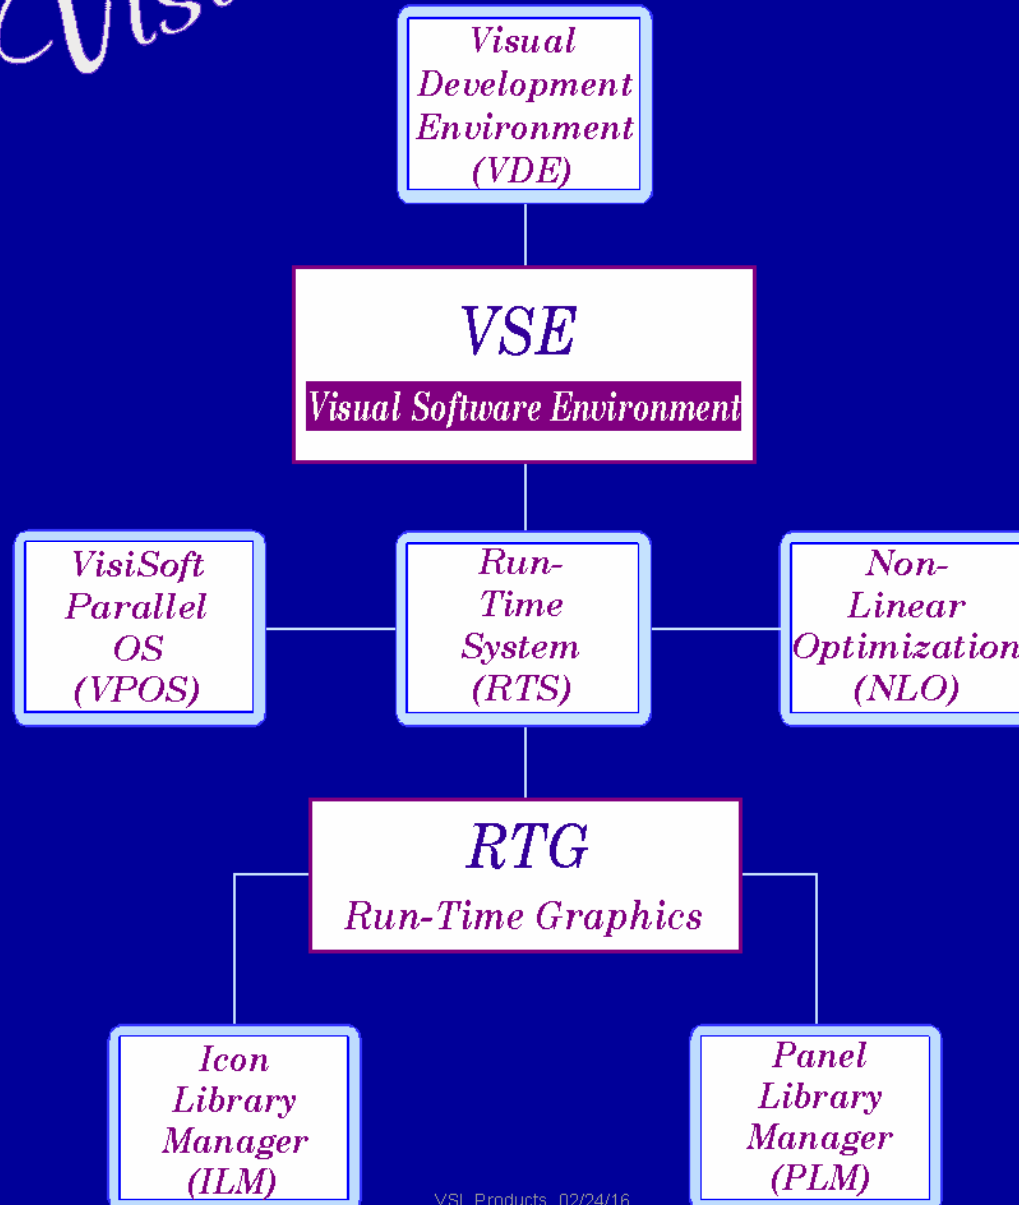 Visual
Development
Environment
(VDE)
VSE
Visual Software Environment
VisiSoft
Parallel
OS
(VPOS)
Run-
Time
System
(RTS)
Non-
Linear
Optimization
(NLO)
RTG
Run-Time Graphics
Icon
Library
Manager
(ILM)
Panel
Library
Manager
(PLM)
VSI Products 02/24/16